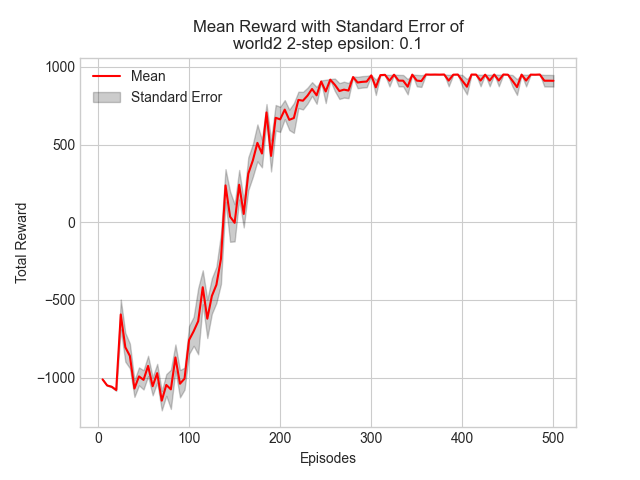 Mean Reward with Standard Error of
world2 2-step epsilon: 0.1
Mean
Standard Error
Total Reward
1000
500
0
−500
−1000
0 100 200 300 400 500
Episodes